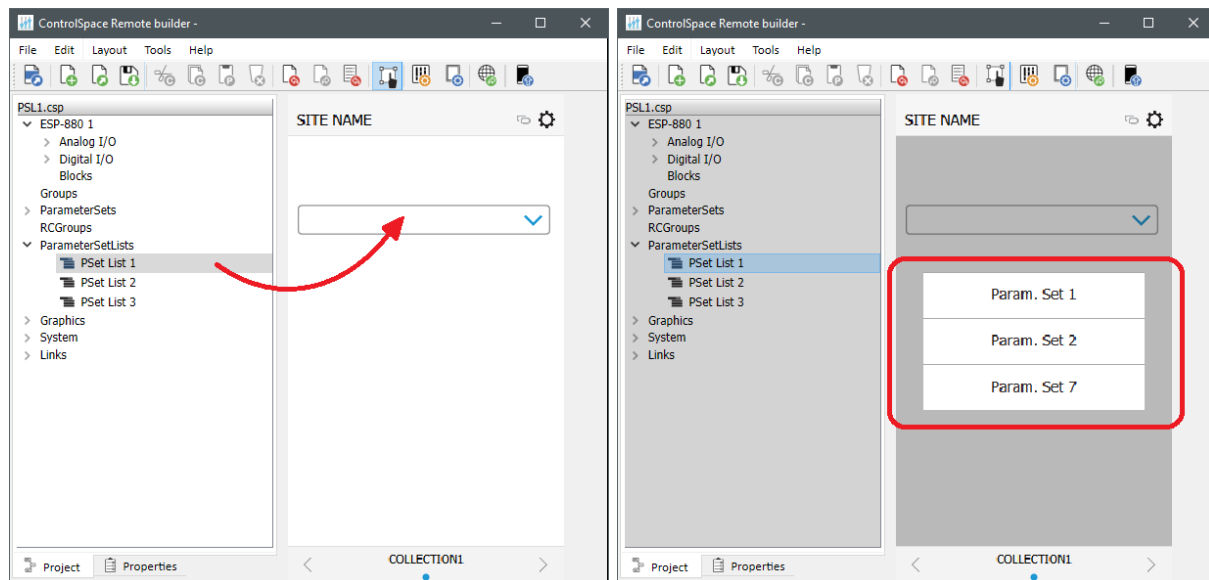 ControlSpace Remote builder -
File Edit Layout Tools Help
PSL1.csp
ESP-880 1
Analog I/O
Digital I/O
Blocks
Groups
ParameterSets
RCGroups
ParameterSetLists
PSet List 1
PSet List 2
PSet List 3
Graphics
System
Links
Project Properties
SITE NAME
COLLECTION1
ControlSpace Remote builder -
File Edit Layout Tools Help
PSL1.csp
ESP-880 1
Analog I/O
Digital I/O
Blocks
Groups
ParameterSets
RCGroups
ParameterSetLists
PSet List 1
PSet List 2
PSet List 3
Graphics
System
Links
Project Properties
SITE NAME
Param. Set 1
Param. Set 2
Param. Set 7
COLLECTION1